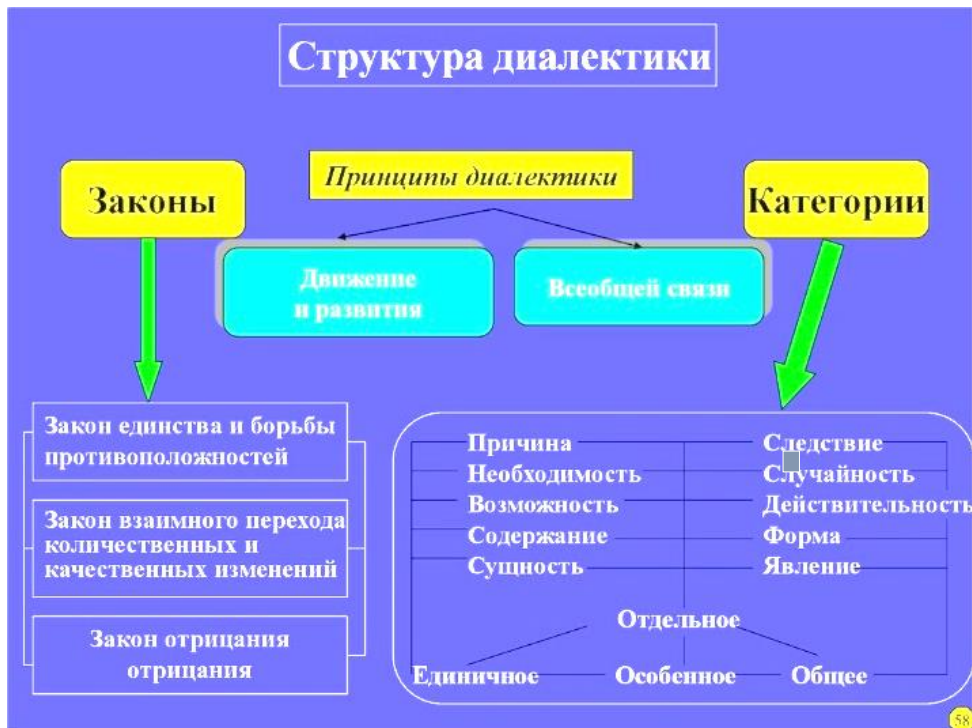 Структура диалектики
Принципы диалектики
Законы
Категории
Движение
и развития
Всеобщей связи
Закон единства и борьбы
противоположностей
Закон взаимного перехода
количественных и
качественных изменений
Закон отрицания
отрицания
Причина Следствие
Необходимость Случайность
Возможность Действительность
Содержание Форма
Сущность Явление
Отдельное
Единичное Особенное Общее
58